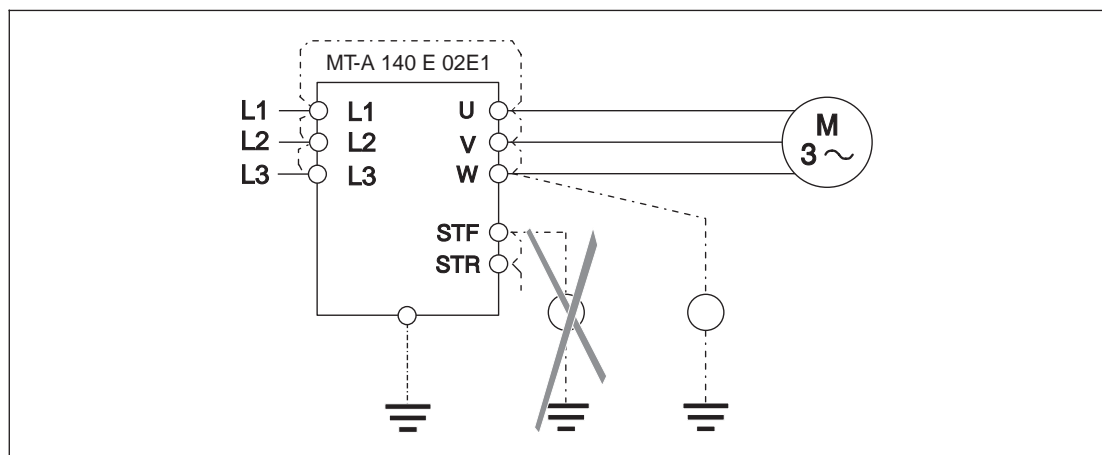 MT-A 140 E 02E1
L1 L1 U
L2 L2 V
L3 L3 W
M
3 ~
STF
STR